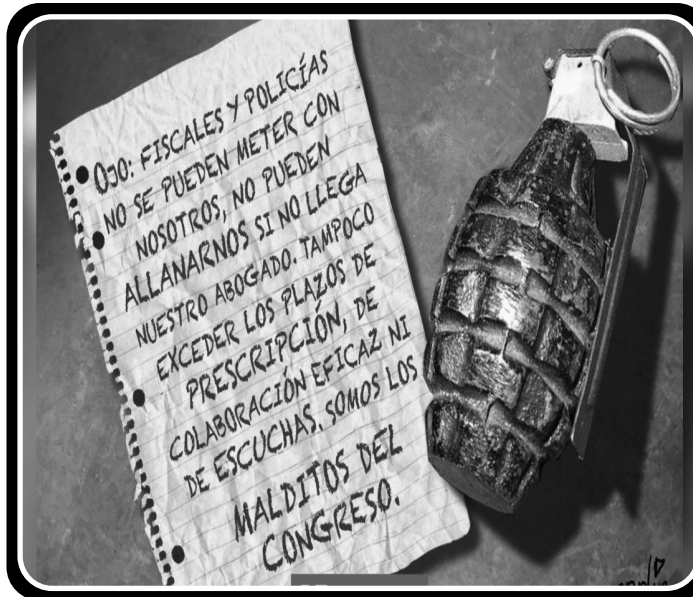 OJO: FISCALES Y POLICÍAS
NO SE PUEDEN METER CON
NOSOTROS, NO PUEDEN
ALLANARNOS SI NO LLEGA
NUESTRO ABOGADO. TAMPOCO
EXCEDER LOS PLAZOS DE
PRESCRIPCIÓN, DE
COLABORACIÓN EFICAZ NI
DE ESCUCHAS. SOMOS LOS
MALDITOS DEL
CONGRESO.